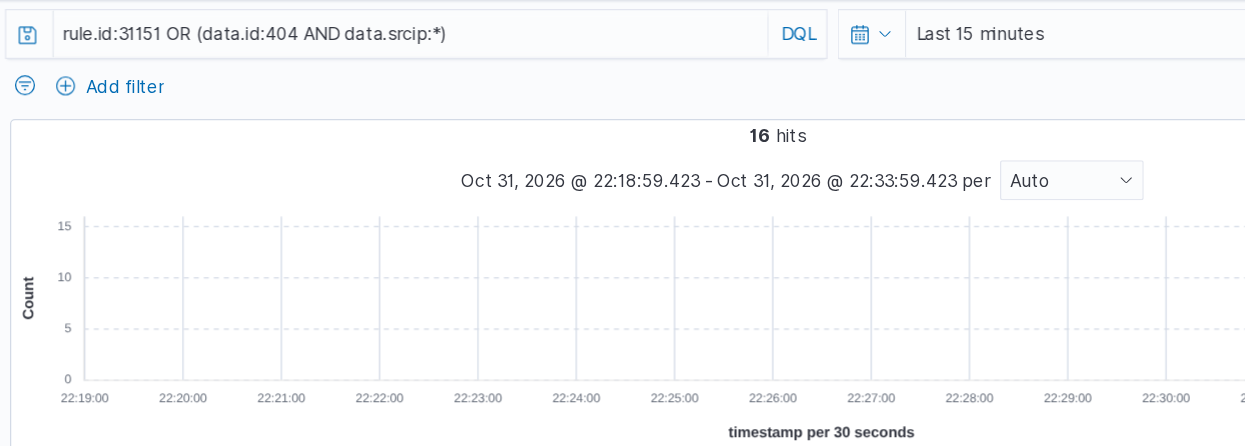 rule.id:31151 OR (data.id:404 AND data.srcip:*)
DQL
Last 15 minutes
Add filter
16 hits
Oct 31, 2026 @ 22:18:59.423 - Oct 31, 2026 @ 22:33:59.423 per
Auto
15
10
5
0
Count
22:19:00 22:20:00 22:21:00 22:22:00 22:23:00 22:24:00 22:25:00 22:26:00 22:27:00 22:28:00 22:29:00 22:30:00
timestamp per 30 seconds